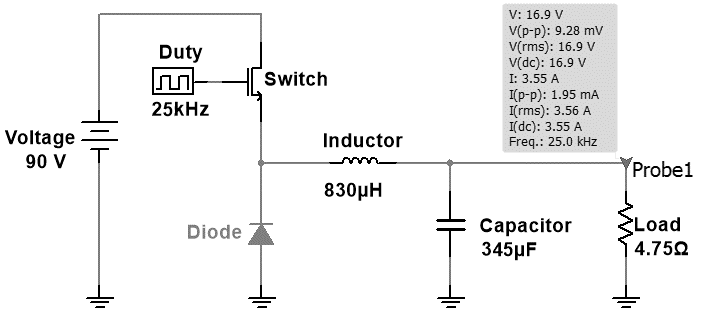 V: 16.9 V
V(p-p): 9.28 mV
V(rms): 16.9 V
V(dc): 16.9 V
I: 3.55 A
I(p-p): 1.95 mA
I(rms): 3.56 A
I(dc): 3.55 A
Freq.: 25.0 kHz
Duty
25kHz
Switch
Voltage
90 V
Inductor
830µH
Probe1
Diode
Capacitor
345µF
Load
4.75Ω